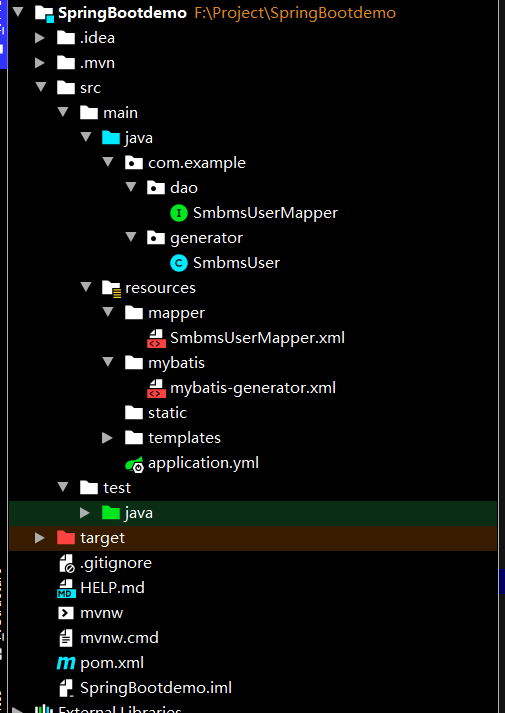 SpringBootdemo F:\Project\SpringBootdemo
.idea
.mvn
src
main
java
com.example
dao
SmbmsUserMapper
generator
SmbmsUser
resources
mapper
SmbmsUserMapper.xml
mybatis
mybatis-generator.xml
static
templates
application.yml
test
java
target
.gitignore
HELP.md
mvnw
mvnw.cmd
pom.xml
SpringBootdemo.iml
External Libraries